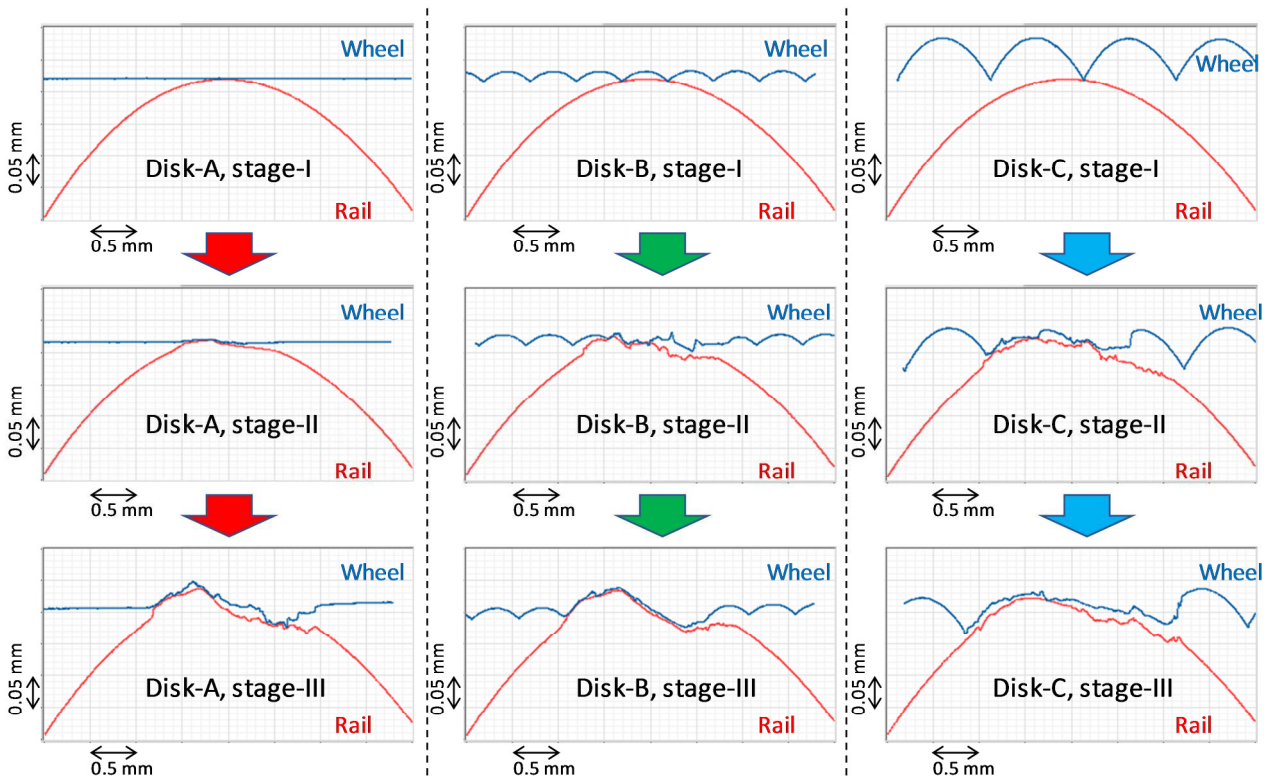 Wheel
0.05 mm
Disk-A, stage-I
Rail
0.5 mm
Wheel
0.05 mm
Disk-B, stage-I
Rail
0.5 mm
Wheel
0.05 mm
Disk-C, stage-I
Rail
0.5 mm
Wheel
0.05 mm
Disk-A, stage-II
Rail
0.5 mm
Wheel
0.05 mm
Disk-B, stage-II
Rail
0.5 mm
Wheel
0.05 mm
Disk-C, stage-II
Rail
0.5 mm
Wheel
0.05 mm
Disk-A, stage-III
Rail
0.5 mm
Wheel
0.05 mm
Disk-B, stage-III
Rail
0.5 mm
Wheel
0.05 mm
Disk-C, stage-III
Rail
0.5 mm